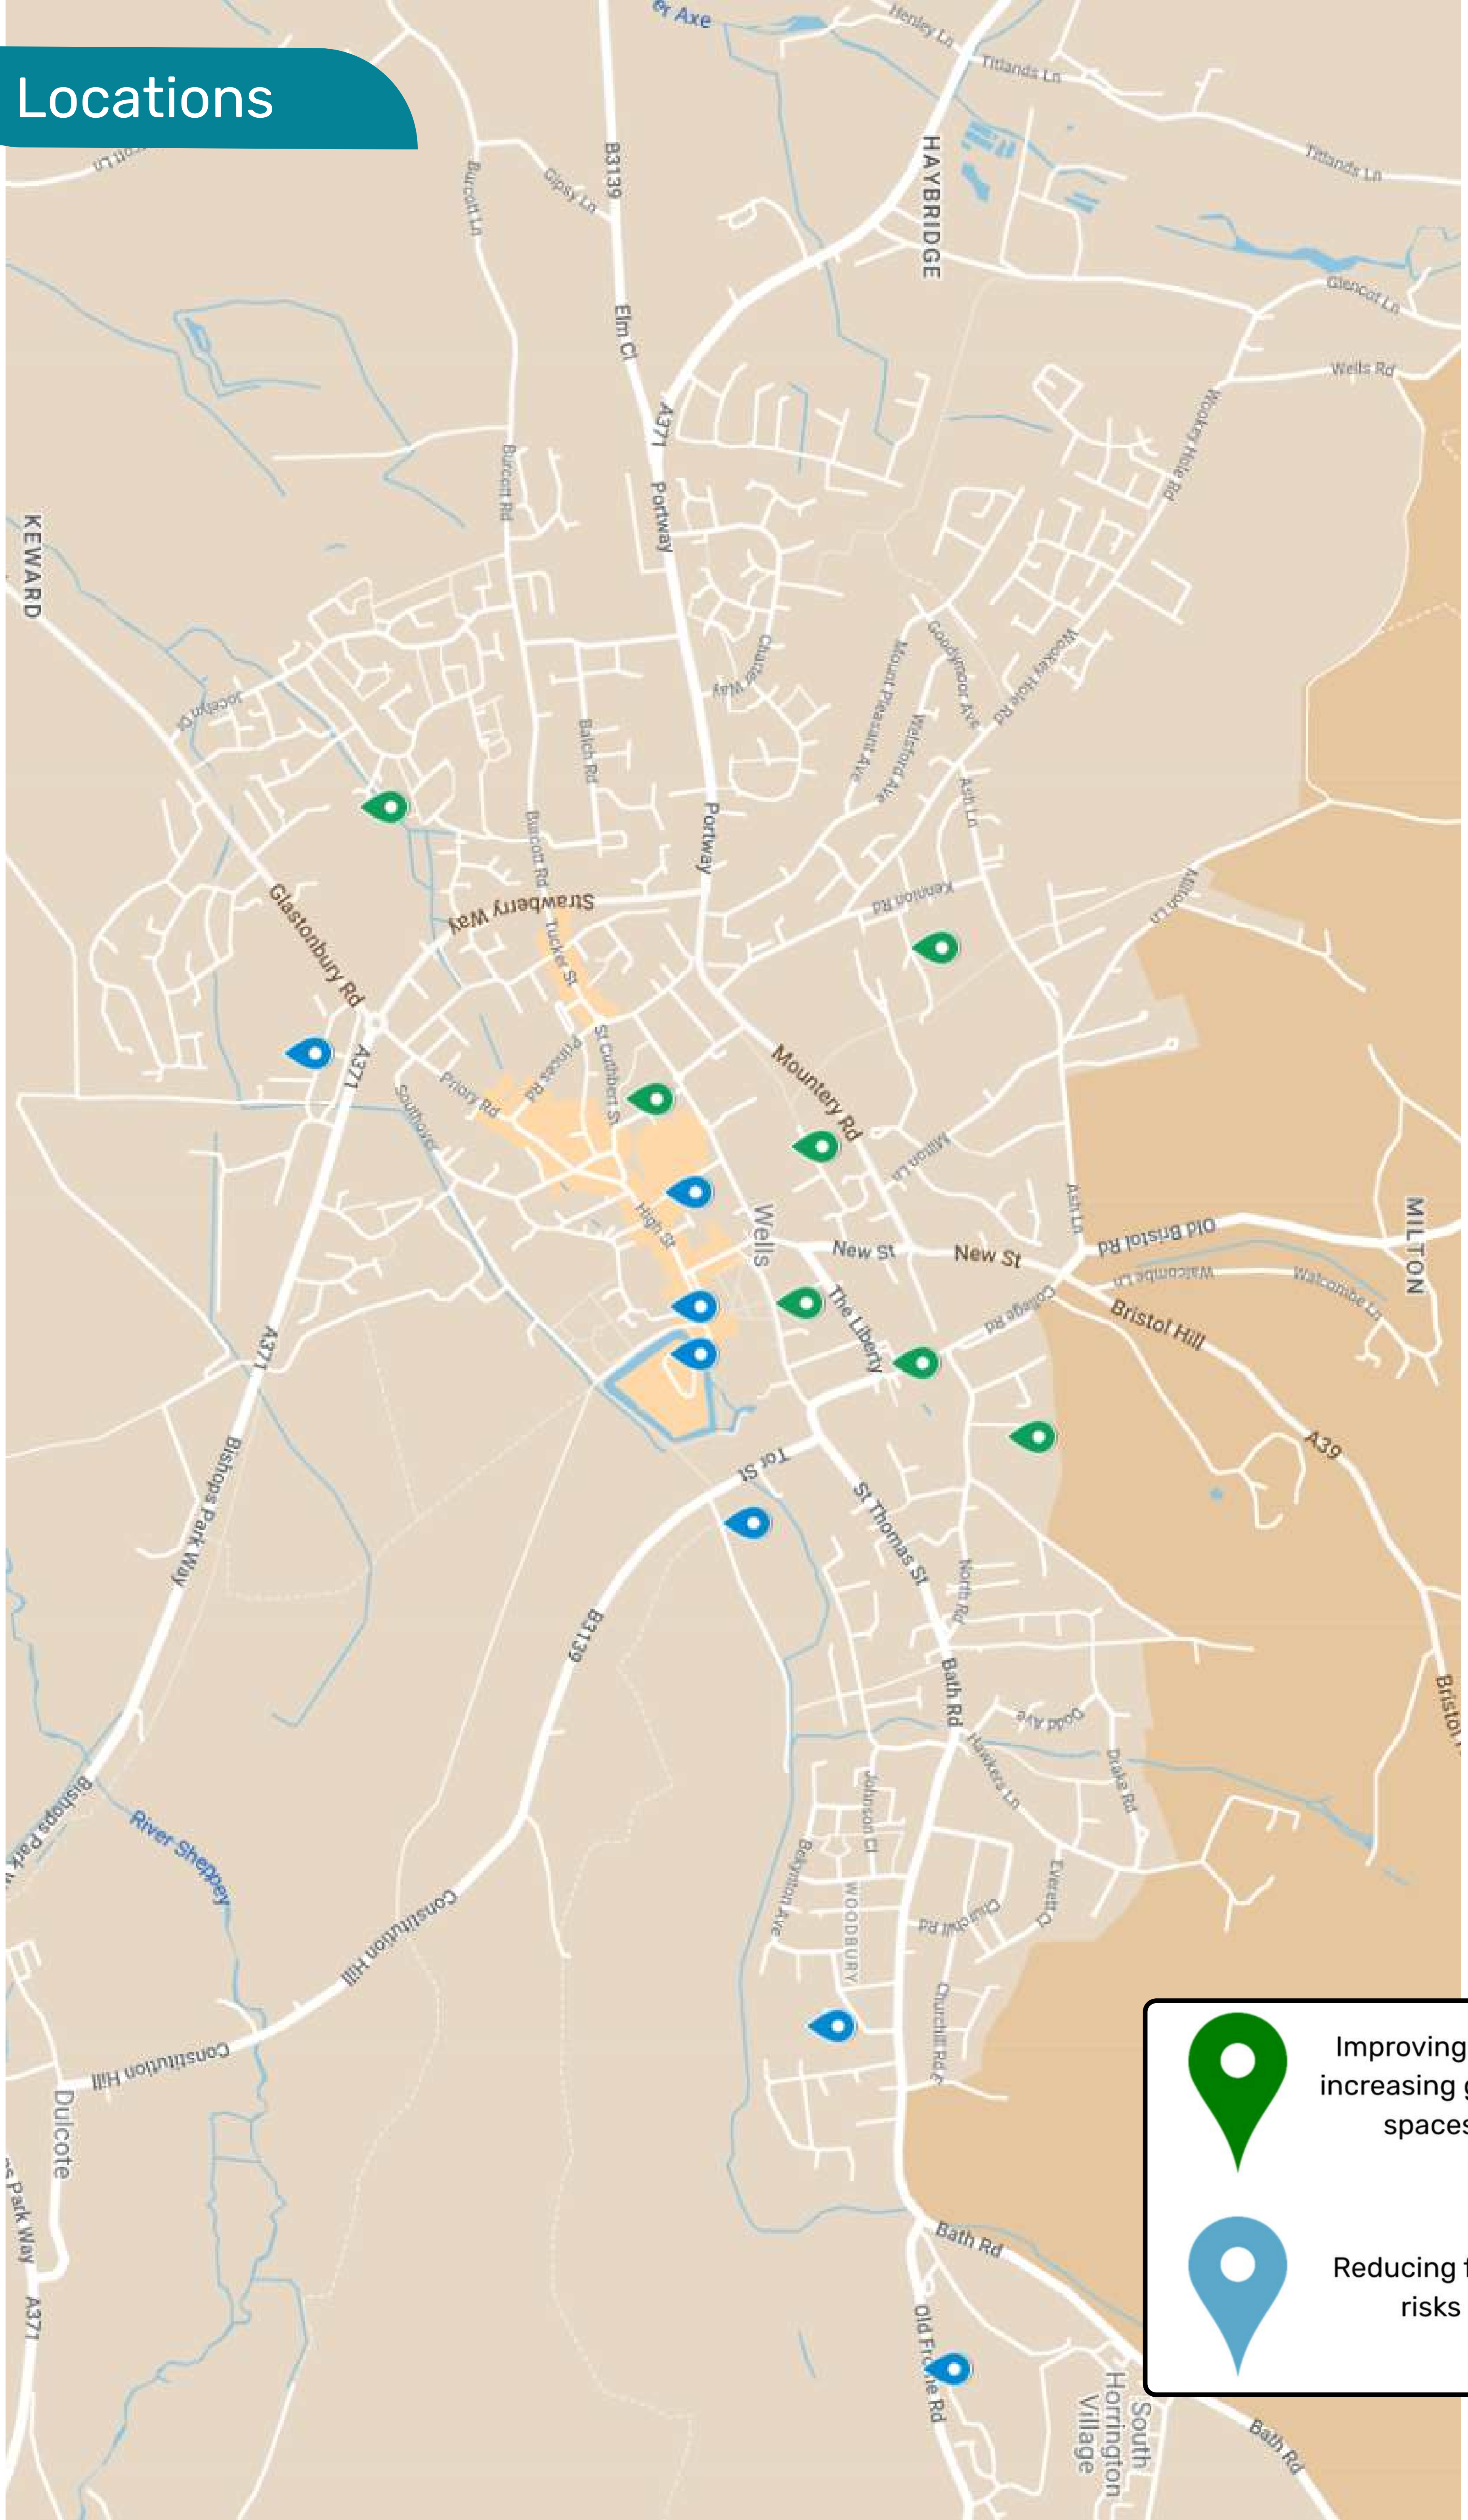 Locations
er Axe
Henley Ln
Titlands Ln
Titlands Ln
HAYBRIDGE
B3139
Burcott Ln
Gipsy Ln
Glencot Ln
Elm Cl
Wells Rd
A371
Wookey Hole Rd
Burcott Rd
Portway
KEWARD
Charter Way
Goodymoor Ave
Wookey Hole Rd
Mount Pleasant Ave
Welsford Ave
Jocelyn Dr
Balch Rd
Ash Ln
Portway
Burcott Rd
Strawberry Way
Kennion Rd
Milton Ln
Glastonbury Rd
Tucker St
St Cuthbert St
Princes Rd
Mountery Rd
A371
Priory Rd
Southover
Milton Ln
Ash Ln
High St
Wells
New St
New St
Old Bristol Rd
MILTON
Walcombe Ln
Walcombe Ln
The Liberty
College Rd
Bristol Hill
A371
A39
Bishops Park Way
Tor St
St Thomas St
North Rd
B3139
Bath Rd
Bristol
Dodd Ave
Hawkers Ln
Drake Rd
Johnson Cl
Bishops Park
River Sheppey
Bekynton Ave
WOODBURY
Everett Cl
Churchill Rd
Constitution Hill
Churchill Rd E
Constitution Hill
Dulcote
Park Way
A371
Bath Rd
Old Frome Rd
South
Horrington
Village
Bath Rd
Improving
increasing g
spaces
Reducing f
risks